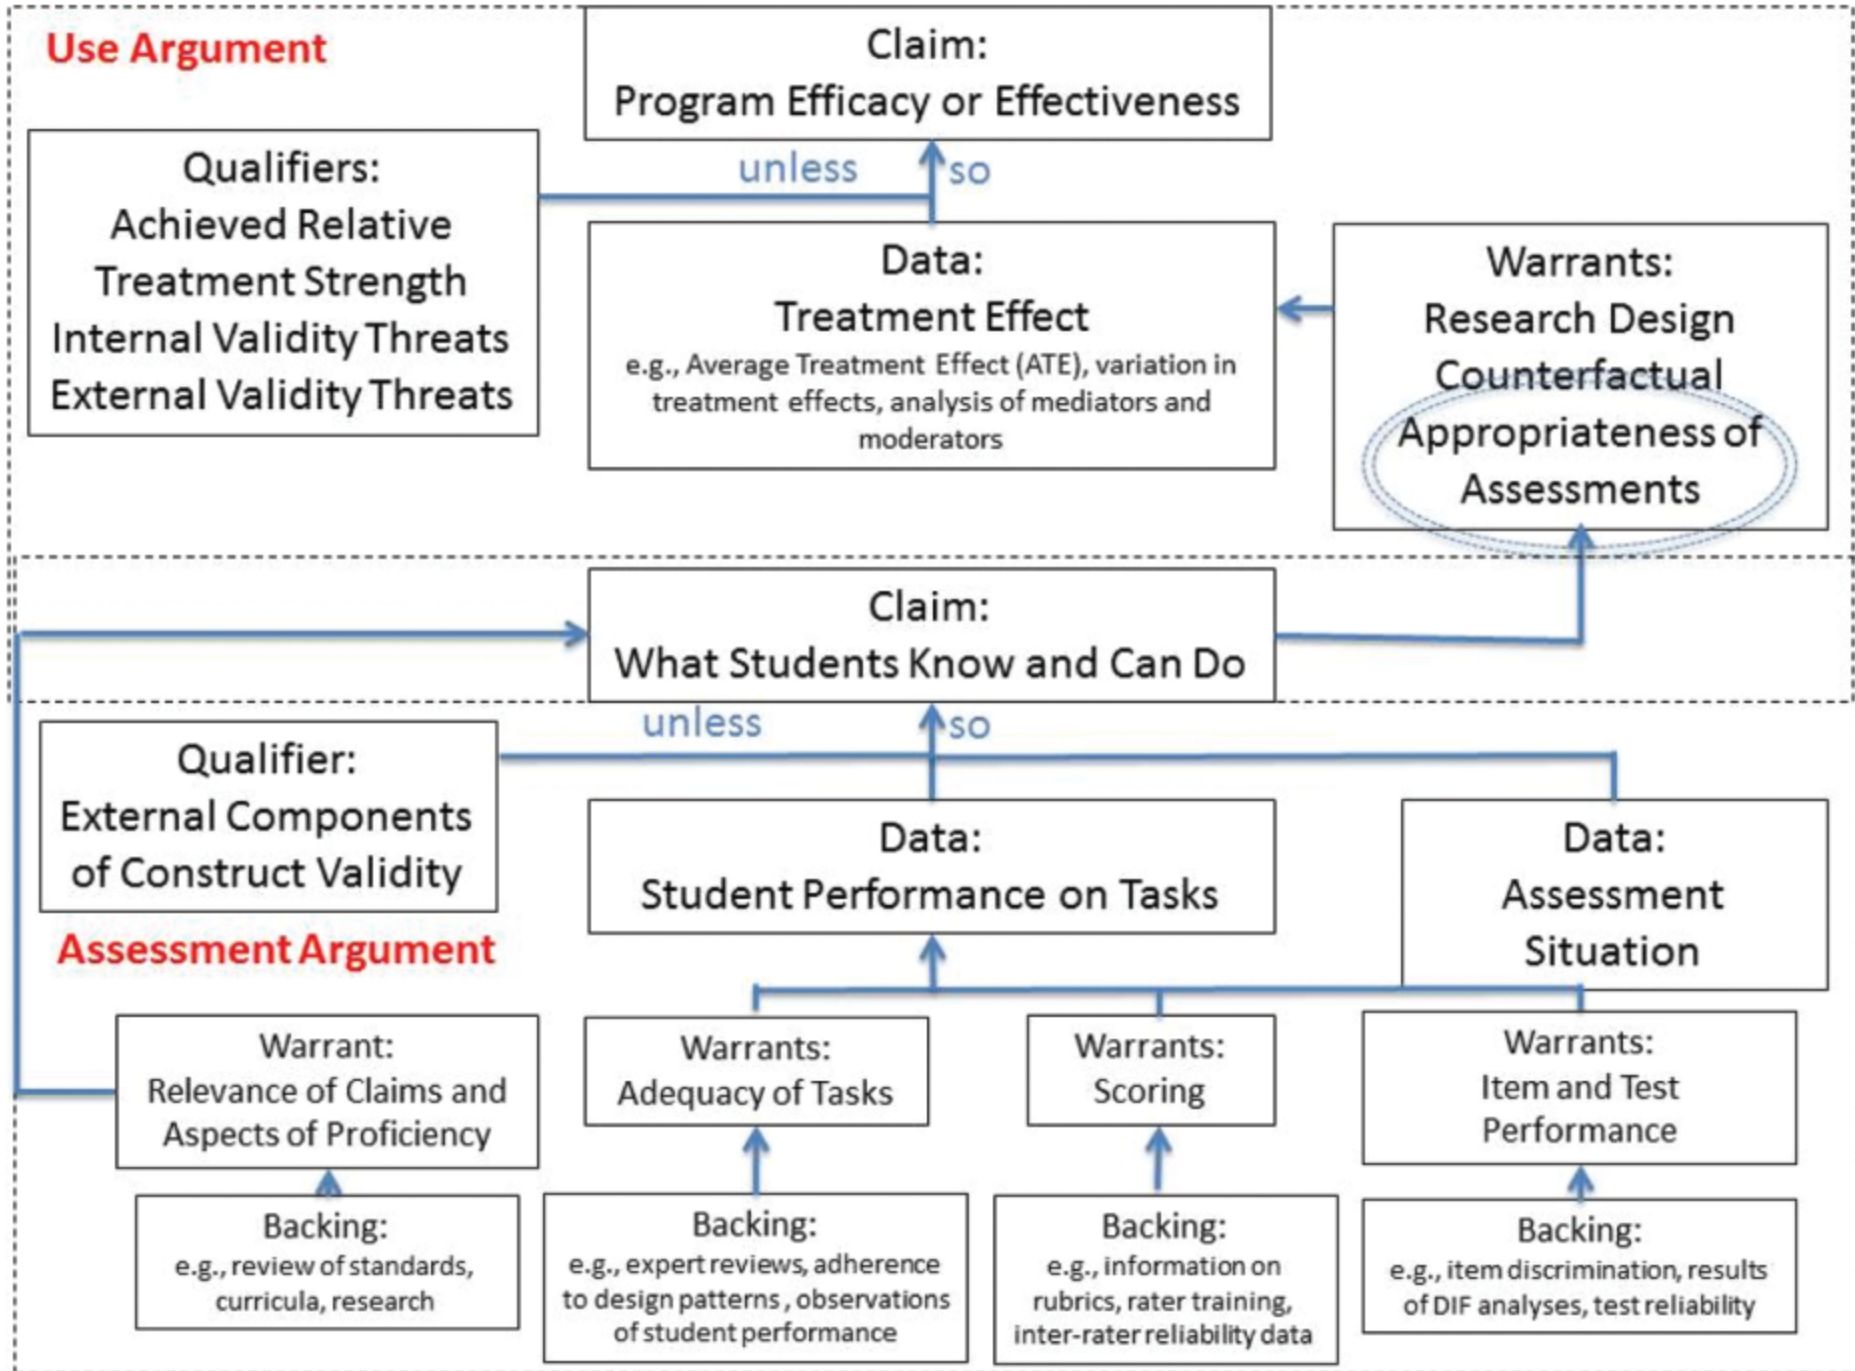 Use Argument
Claim:
Program Efficacy or Effectiveness
Qualifiers:
Achieved Relative
Treatment Strength
Internal Validity Threats
External Validity Threats
unless
so
Data:
Treatment Effect
e.g., Average Treatment Effect (ATE), variation in
treatment effects, analysis of mediators and
moderators
Warrants:
Research Design
Counterfactual
Appropriateness of
Assessments
Claim:
What Students Know and Can Do
unless
so
Qualifier:
External Components
of Construct Validity
Data:
Student Performance on Tasks
Data:
Assessment
Situation
Assessment Argument
Warrant:
Relevance of Claims and
Aspects of Proficiency
Warrants:
Adequacy of Tasks
Warrants:
Scoring
Warrants:
Item and Test
Performance
Backing:
e.g., review of standards,
curricula, research
Backing:
e.g., expert reviews, adherence
to design patterns , observations
of student performance
Backing:
e.g., information on
rubrics, rater training,
inter-rater reliability data
Backing:
e.g., item discrimination, results
of DIF analyses, test reliability